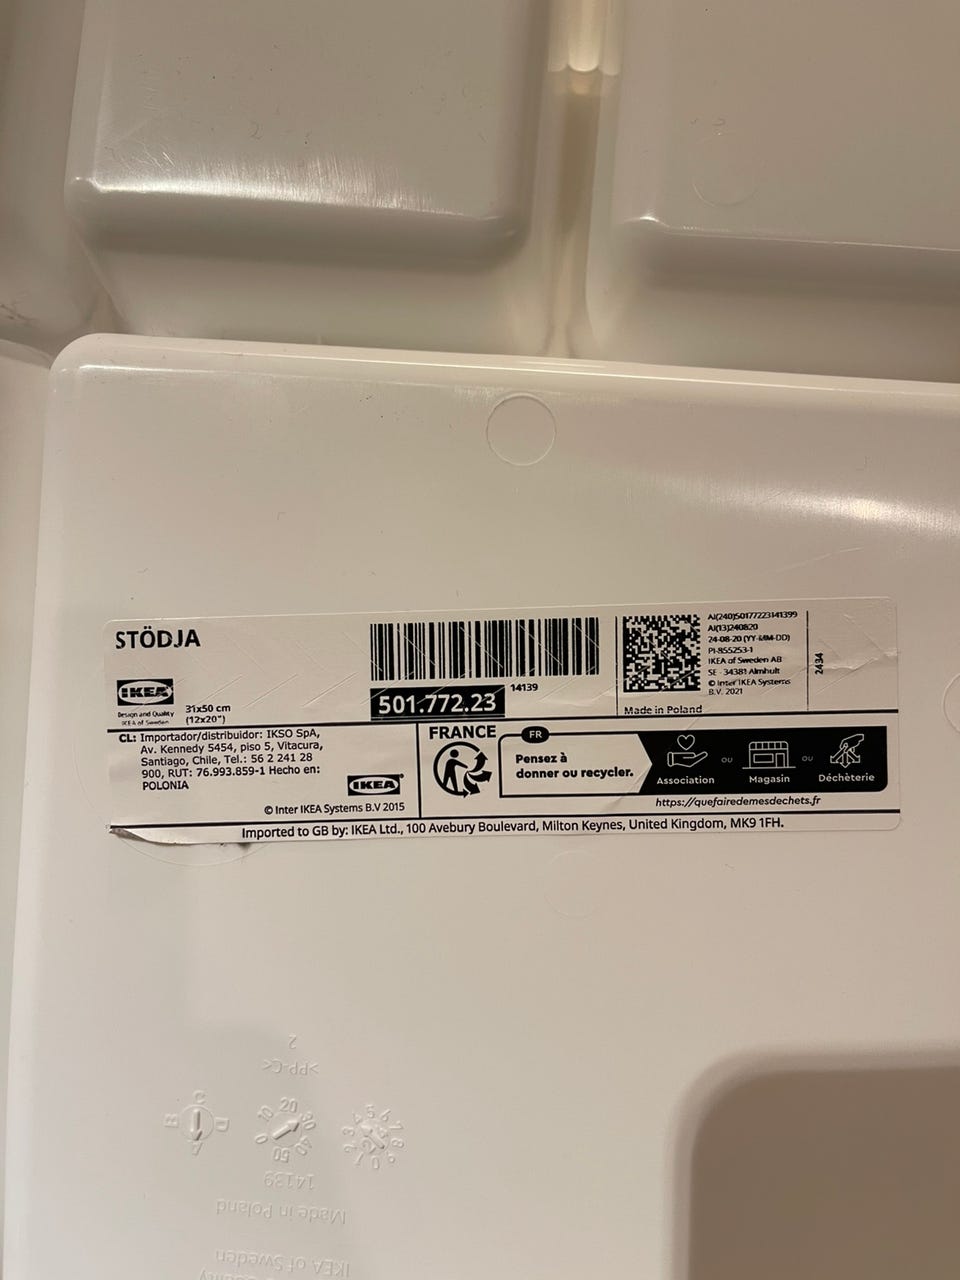 STÖDJA
IKEA
Design and Quality
IKEA of Sweden
31x50 cm
(12x20")
14139
501.772.23
AI(240)50177223141399
AI(13)240820
24-08-20 (YY-MM-DD)
PI-855253-1
IKEA of Sweden AB
SE - 34381 Älmhult
© Inter IKEA Systems
B.V. 2021
Made in Poland
2434
CL: Importador/distribuidor: IKSO SpA,
Av. Kennedy 5454, piso 5, Vitacura,
Santiago, Chile, Tel.: 56 2 241 28
900, RUT: 76.993.859-1 Hecho en:
POLONIA
IKEA®
© Inter IKEA Systems B.V 2015
FRANCE
FR
Pensez à
donner ou recycler.
Association
OU
Magasin
OU
Déchèterie
https://quefairedemesdechets.fr
Imported to GB by: IKEA Ltd., 100 Avebury Boulevard, Milton Keynes, United Kingdom, MK9 1FH.
IKEA of Sweden
Made in Poland
14139
>PP-C<
2